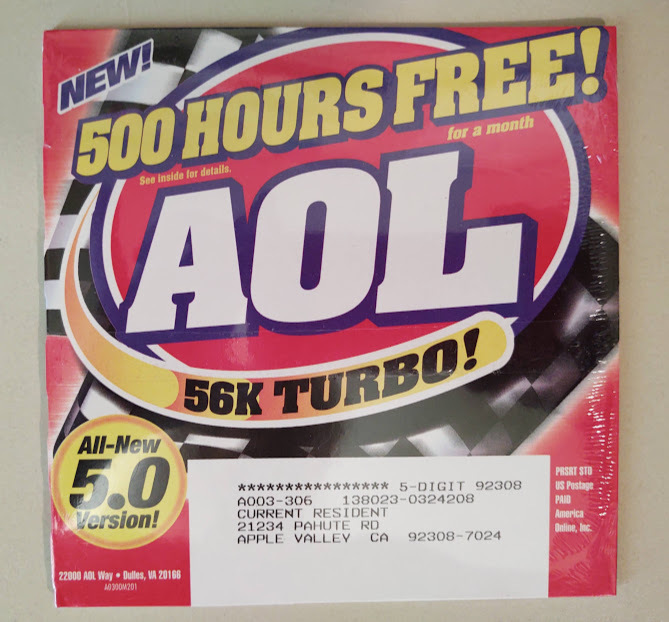 NEW!
500 HOURS FREE!
for a month
See inside for details.
AOL
56K TURBO!
All-New
5.0
Version!
22000 AOL Way • Dulles, VA 20166
A0300M201
**************** 5-DIGIT 92308
A003-306 138023-0324208
CURRENT RESIDENT
21234 PAHUTE RD
APPLE VALLEY CA 92308-7024
PRSRT STD
US Postage
PAID
America
Online, Inc.